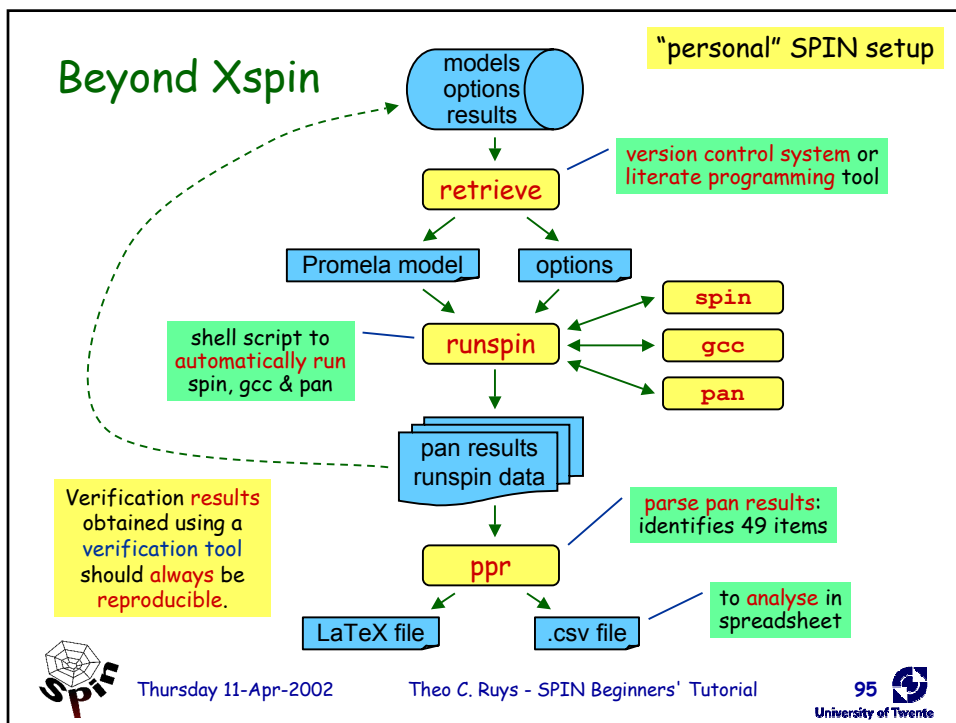 Beyond Xspin
“personal” SPIN setup
models
options
results
version control system or
literate programming tool
retrieve
Promela model
options
spin
shell script to
automatically run
spin, gcc & pan
runspin
gcc
pan
pan results
runspin data
Verification results
obtained using a
verification tool
should always be
reproducible.
parse pan results:
identifies 49 items
ppr
to analyse in
spreadsheet
LaTeX file
.csv file
Spin
Thursday 11-Apr-2002
Theo C. Ruys - SPIN Beginners' Tutorial
95
University of Twente